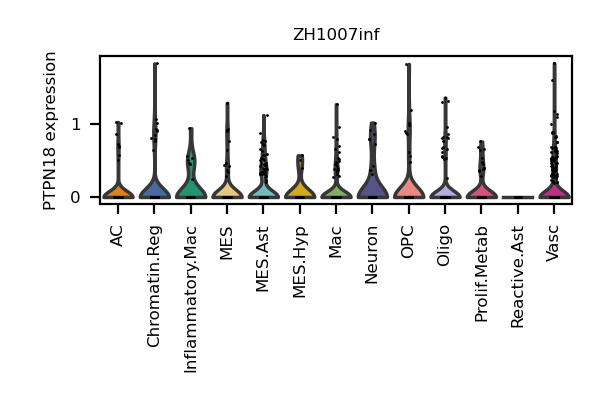 ZH1007inf
PTPN18 expression
1
0
AC
Chromatin.Reg
Inflammatory.Mac
MES
MES.Ast
MES.Hyp
Mac
Neuron
OPC
Oligo
Prolif.Metab
Reactive.Ast
Vasc